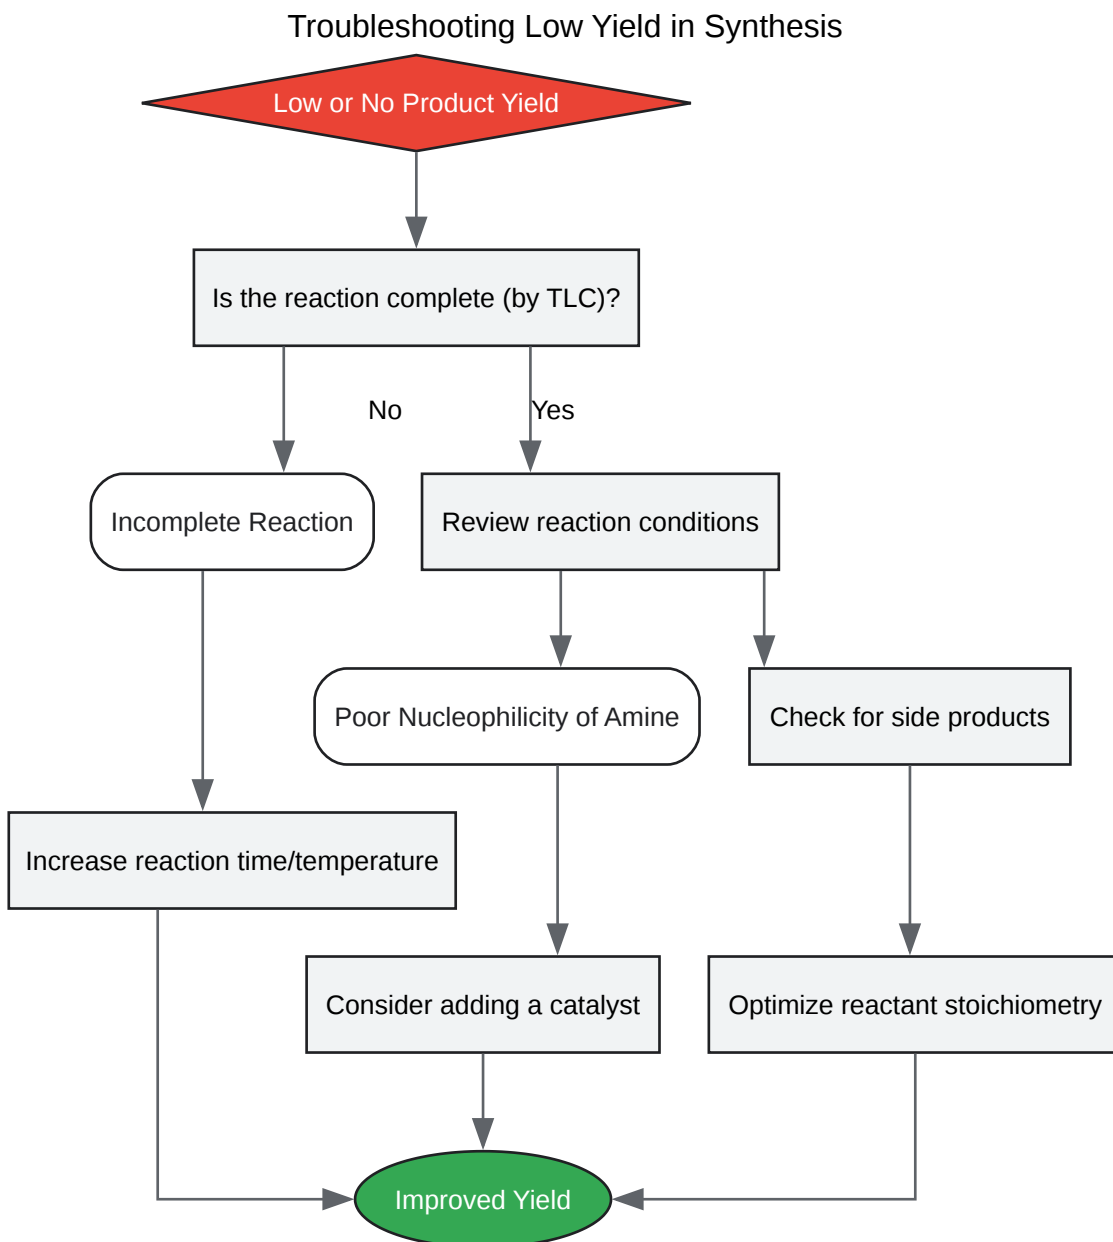 Troubleshooting Low Yield in Synthesis
Low or No Product Yield
Is the reaction complete (by TLC)?
No
Yes
Incomplete Reaction
Review reaction conditions
Poor Nucleophilicity of Amine
Check for side products
Increase reaction time/temperature
Consider adding a catalyst
Optimize reactant stoichiometry
Improved Yield